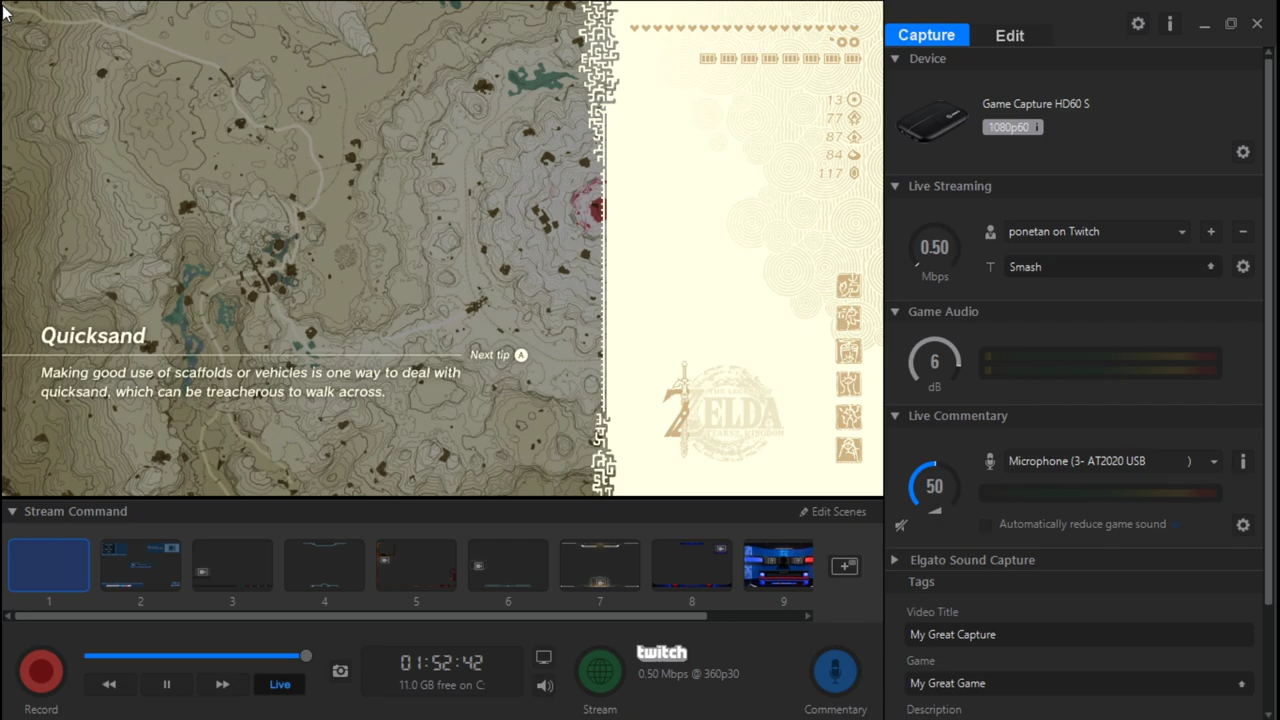 Capture
Edit
Device
Game Capture HD60 S
1080p60
Live Streaming
0.50
Mbps
ponetan on Twitch
Smash
Game Audio
6
dB
Live Commentary
50
Microphone (3- AT2020 USB )
Automatically reduce game sound
Elgato Sound Capture
Tags
Video Title
My Great Capture
Game
My Great Game
Description
13
77
87
84
117
THE LEGEND OF
ZELDA
Quicksand
Next tip A
Making good use of scaffolds or vehicles is one way to deal with
quicksand, which can be treacherous to walk across.
Stream Command
Edit Scenes
1 2 3 4 5 6 7 8 9
01:52:42
11.0 GB free on C:
Live
twitch
0.50 Mbps @ 360p30
Record
Stream
Commentary